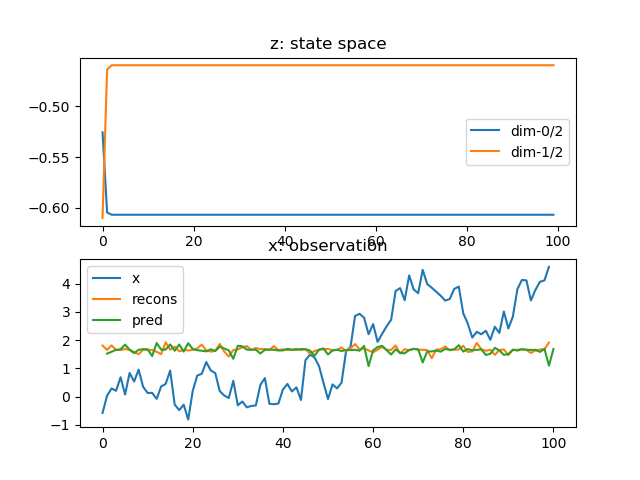 z: state space
−0.50
−0.55
−0.60
dim-0/2
dim-1/2
0 20 40 60 80 100
x: observation
4
3
2
1
0
−1
x
recons
pred
0 20 40 60 80 100